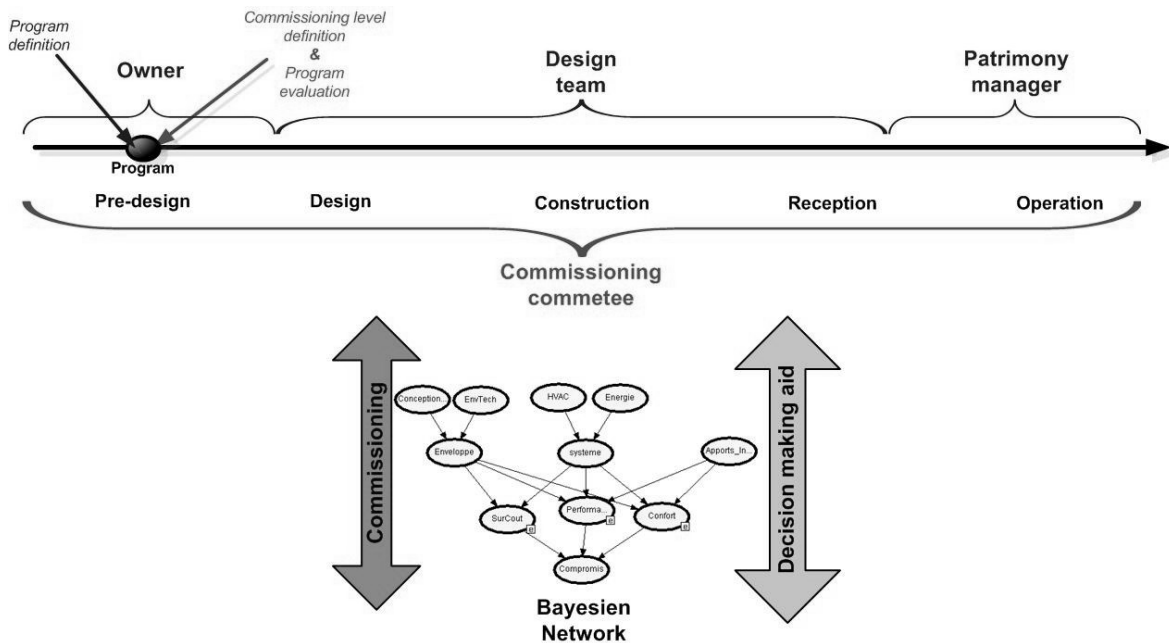 Program
definition
Commissioning level
definition
&
Program
evaluation
Owner
Design
team
Patrimony
manager
Program
Pre-design
Design
Construction
Reception
Operation
Commissioning
commetee
Commissioning
Decision making aid
Conception...
EnvTech
HVAC
Energie
Enveloppe
systeme
Apports_In...
SurCout
e
Performa...
e
Confort
e
Compromis
Bayesien
Network